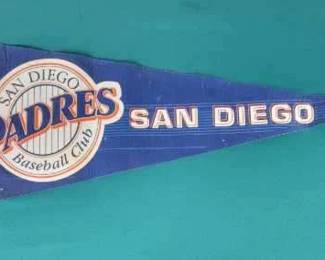 SAN DIEGO
PADRES
Baseball Club
SAN DIEGO